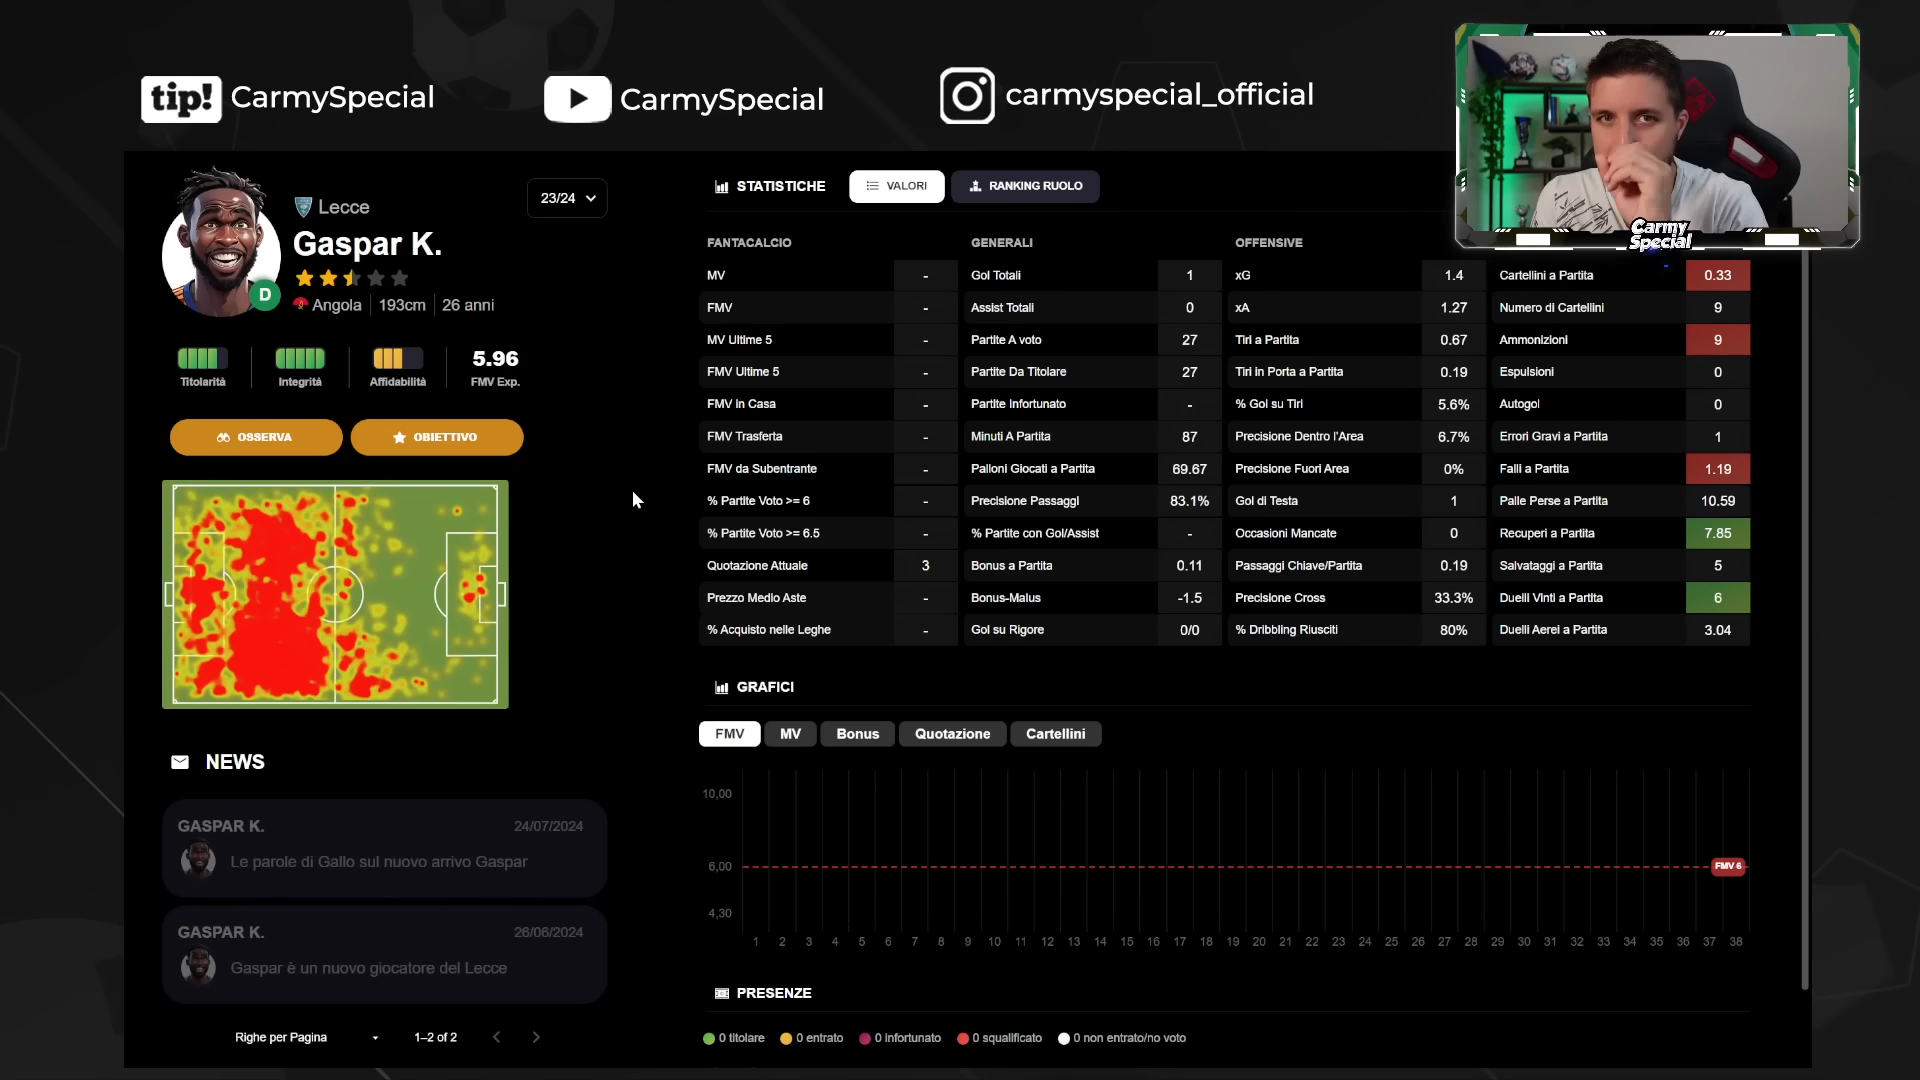 tip! CarmySpecial
CarmySpecial
carmyspecial_official
Carmy
Special
Lecce
Gaspar K.
D
Angola 193cm 26 anni
23/24
Titolarità
Integrità
Affidabilità
5.96
FMV Exp.
OSSERVA
OBIETTIVO
NEWS
GASPAR K. 24/07/2024
Le parole di Gallo sul nuovo arrivo Gaspar
GASPAR K. 26/06/2024
Gaspar è un nuovo giocatore del Lecce
Righe per Pagina 1–2 of 2
STATISTICHE VALORI RANKING RUOLO
FANTACALCIO GENERALI OFFENSIVE
MV - Gol Totali 1 xG 1.4 Cartellini a Partita 0.33
FMV - Assist Totali 0 xA 1.27 Numero di Cartellini 9
MV Ultime 5 - Partite A voto 27 Tiri a Partita 0.67 Ammonizioni 9
FMV Ultime 5 - Partite Da Titolare 27 Tiri in Porta a Partita 0.19 Espulsioni 0
FMV in Casa - Partite Infortunato - % Gol su Tiri 5.6% Autogol 0
FMV Trasferta - Minuti A Partita 87 Precisione Dentro l'Area 6.7% Errori Gravi a Partita 1
FMV da Subentrante - Palloni Giocati a Partita 69.67 Precisione Fuori Area 0% Falli a Partita 1.19
% Partite Voto >= 6 - Precisione Passaggi 83.1% Gol di Testa 1 Palle Perse a Partita 10.59
% Partite Voto >= 6.5 - % Partite con Gol/Assist - Occasioni Mancate 0 Recuperi a Partita 7.85
Quotazione Attuale 3 Bonus a Partita 0.11 Passaggi Chiave/Partita 0.19 Salvataggi a Partita 5
Prezzo Medio Aste - Bonus-Malus -1.5 Precisione Cross 33.3% Duelli Vinti a Partita 6
% Acquisto nelle Leghe - Gol su Rigore 0/0 % Dribbling Riusciti 80% Duelli Aerei a Partita 3.04
GRAFICI
FMV MV Bonus Quotazione Cartellini
10,00
6,00
FMV 6
4,30
1 2 3 4 5 6 7 8 9 10 11 12 13 14 15 16 17 18 19 20 21 22 23 24 25 26 27 28 29 30 31 32 33 34 35 36 37 38
PRESENZE
0 titolare 0 entrato 0 infortunato 0 squalificato 0 non entrato/no voto